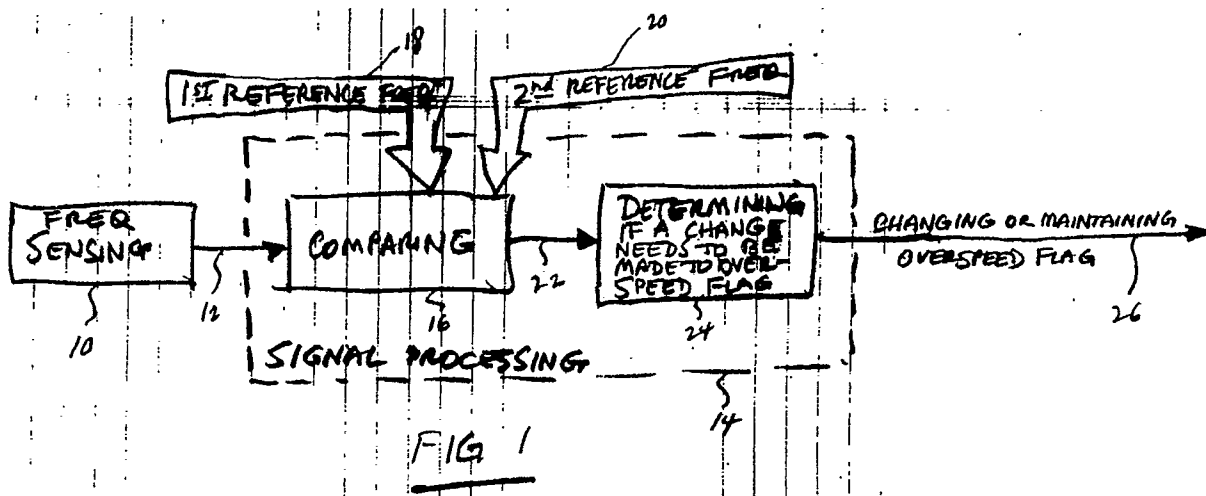 18
20
1ST REFERENCE FREQ
2nd REFERENCE FREQ
FREQ
SENSING
COMPARING
DETERMINING
IF A CHANGE
NEEDS TO BE
MADE TO OVER-
SPEED FLAG
CHANGING OR MAINTAINING
OVERSPEED FLAG
10
12
16
22
24
26
SIGNAL PROCESSING
14
FIG 1